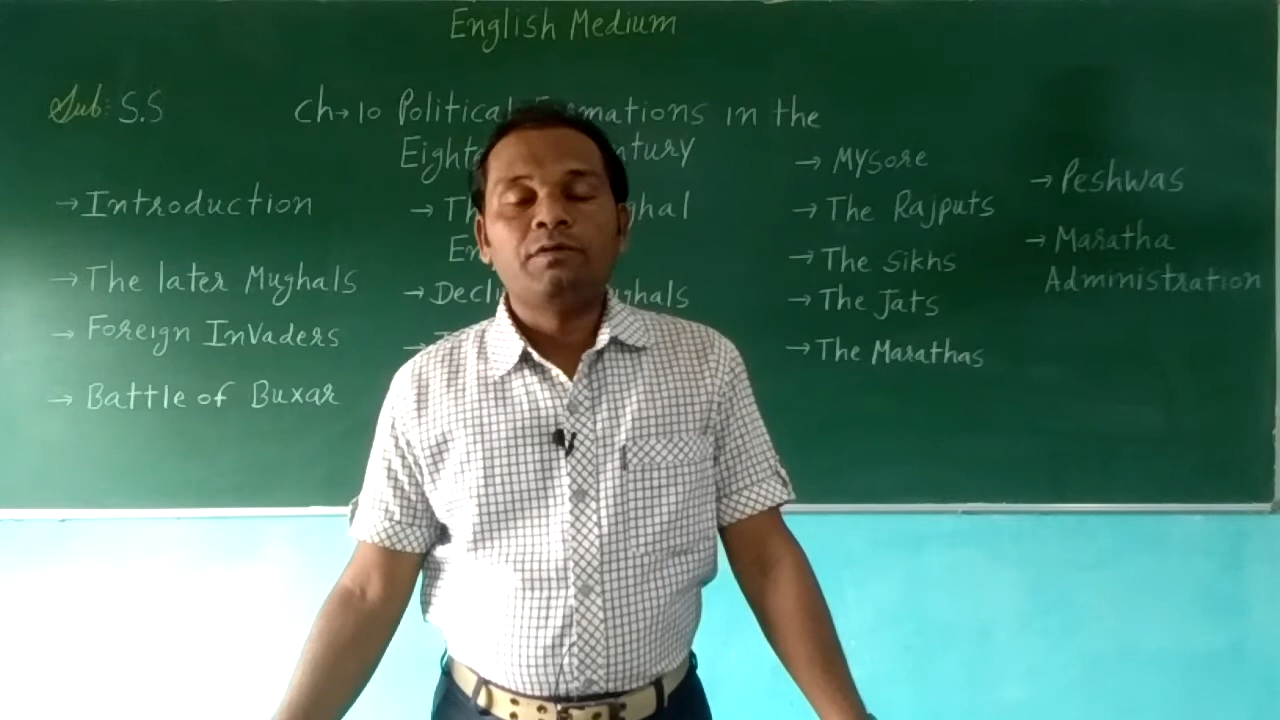 English Medium
Sub: S.S
Ch→10 Political Formations in the
→ Introduction
→ The later Mughals
→ Foreign InVaders
→ Battle of Buxar
→ Mysore
→ The Rajputs
→ The Sikhs
→ The Jats
→ The Marathas
→ Peshwas
→ Maratha
Administration